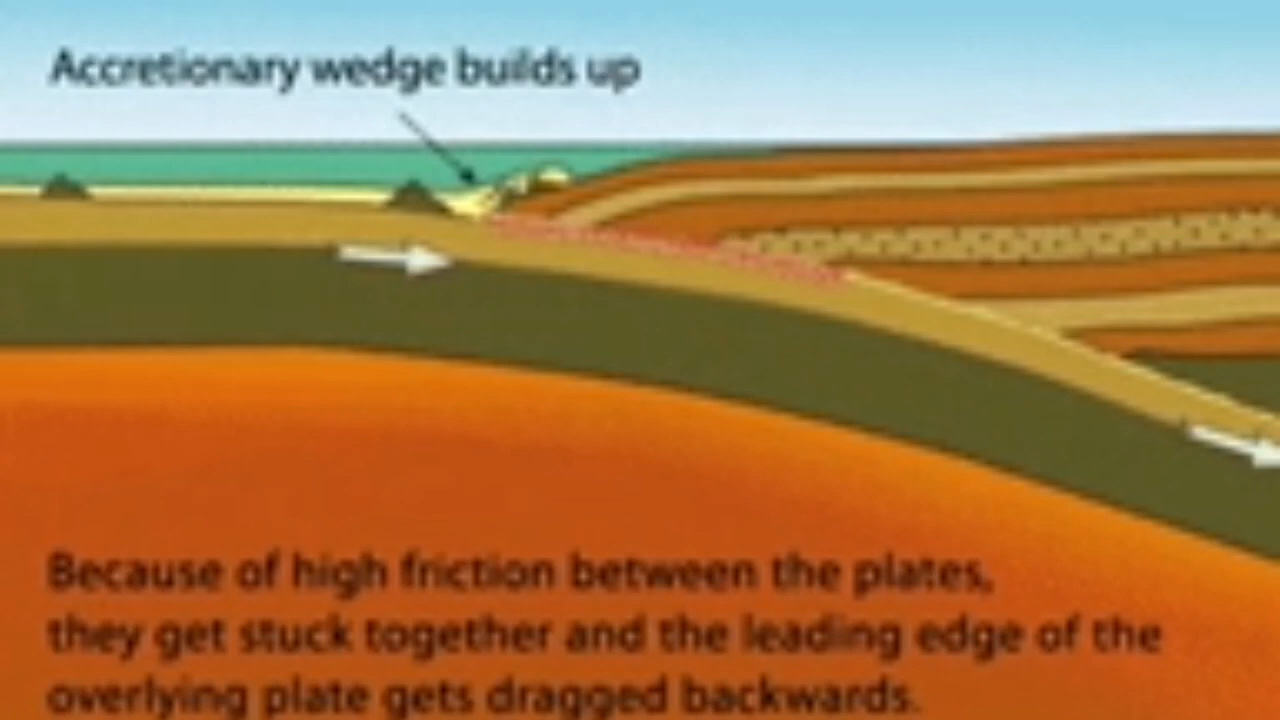 Accretionary wedge builds up
Because of high friction between the plates,
they get stuck together and the leading edge of the
overlying plate gets dragged backwards.